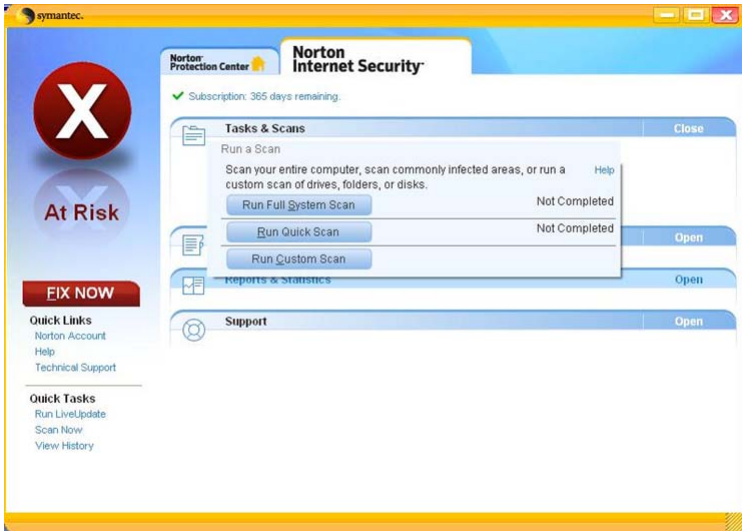 symantec.
Norton
Protection Center
Norton
Internet Security
Subscription: 365 days remaining.
X
At Risk
FIX NOW
Quick Links
Norton Account
Help
Technical Support
Quick Tasks
Run LiveUpdate
Scan Now
View History
Tasks & Scans Close
Run a Scan
Scan your entire computer, scan commonly infected areas, or run a Help
custom scan of drives, folders, or disks.
Run Full System Scan Not Completed
Run Quick Scan Not Completed
Run Custom Scan
Open
Reports & Statistics Open
Support Open